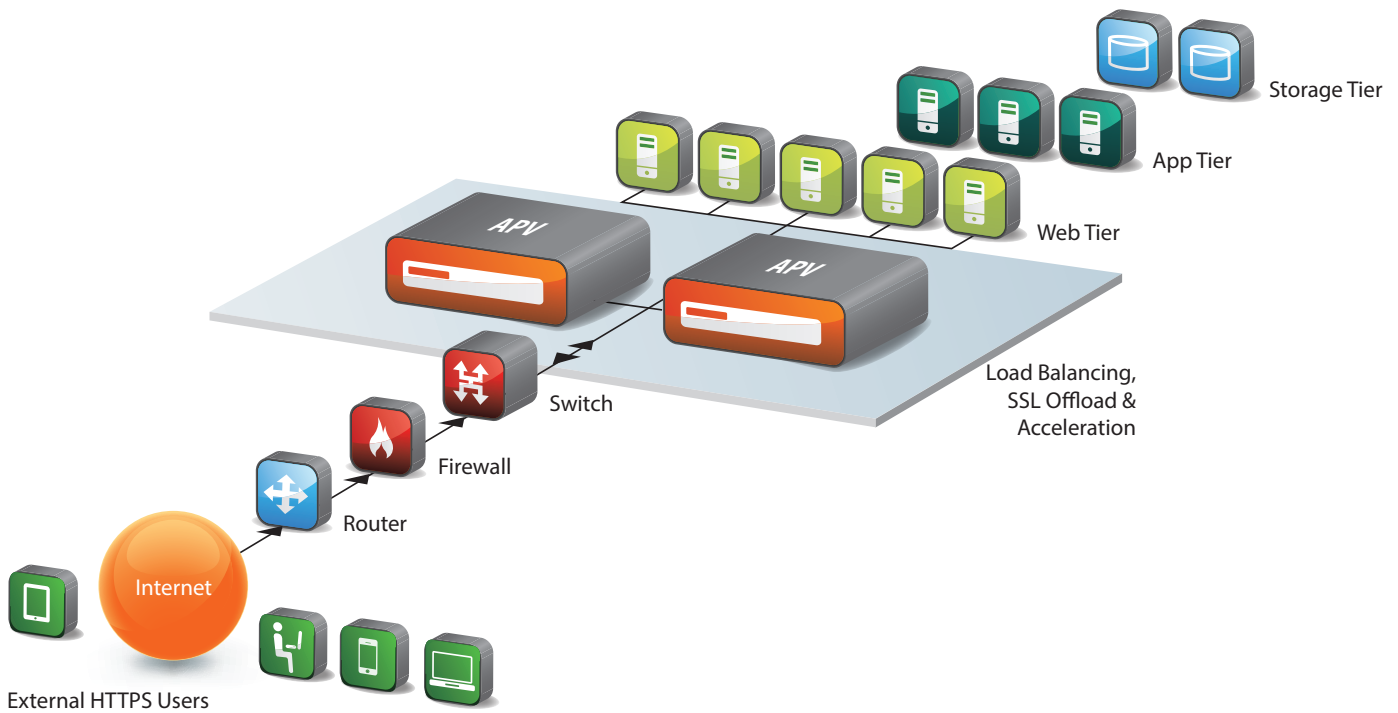 Storage Tier
App Tier
Web Tier
APV
APV
Load Balancing,
SSL Offload &
Acceleration
Switch
Firewall
Router
Internet
External HTTPS Users